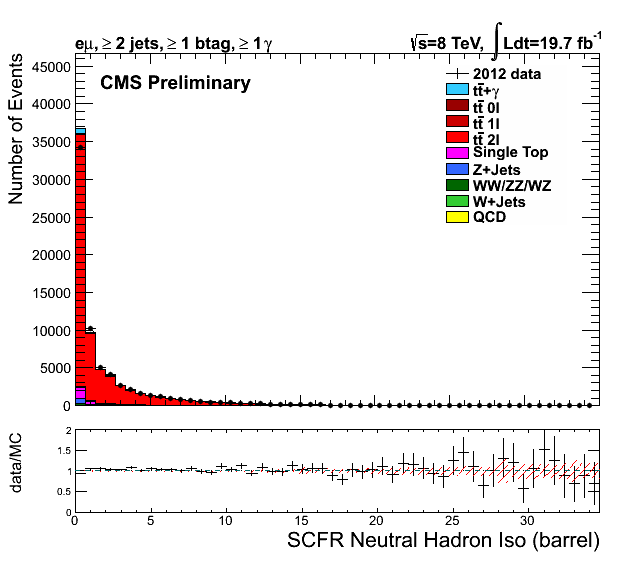 eμ, ≥ 2 jets, ≥ 1 btag, ≥ 1 γ
√s=8 TeV, ∫ Ldt=19.7 fb⁻¹
CMS Preliminary
2012 data
tt̄+γ
tt̄ 0l
tt̄ 1l
tt̄ 2l
Single Top
Z+Jets
WW/ZZ/WZ
W+Jets
QCD
Number of Events
45000
40000
35000
30000
25000
20000
15000
10000
5000
0
data/MC
2
1.5
1
0.5
0
0 5 10 15 20 25 30
SCFR Neutral Hadron Iso (barrel)